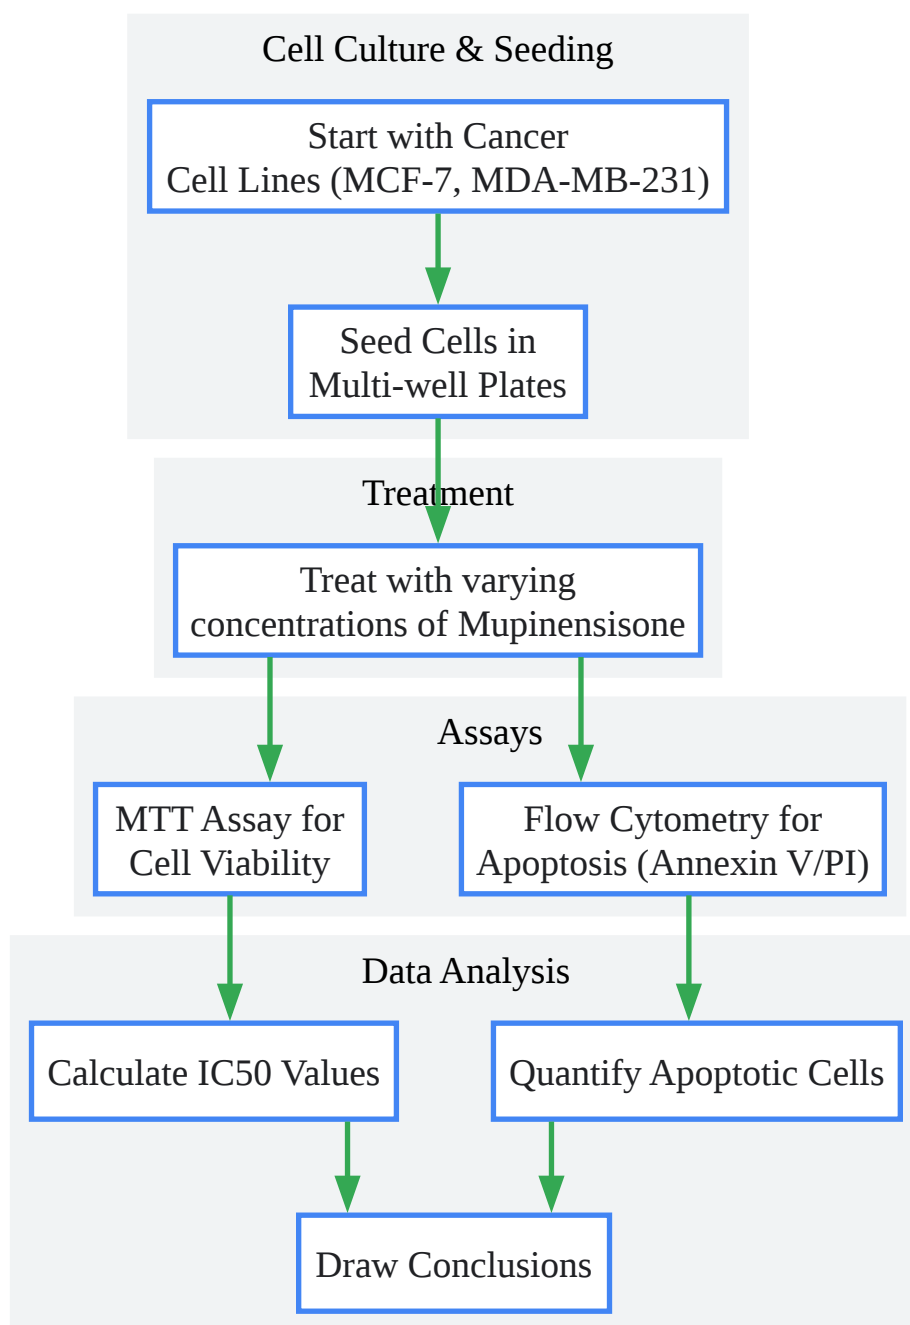 Cell Culture & Seeding
Start with Cancer
Cell Lines (MCF-7, MDA-MB-231)
Seed Cells in
Multi-well Plates
Treatment
Treat with varying
concentrations of Mupinensisone
Assays
MTT Assay for
Cell Viability
Flow Cytometry for
Apoptosis (Annexin V/PI)
Data Analysis
Calculate IC50 Values
Quantify Apoptotic Cells
Draw Conclusions